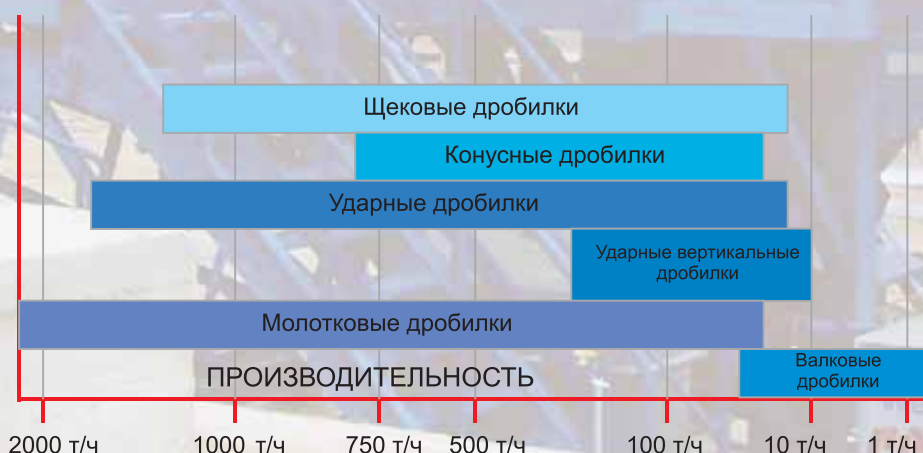 Щековые дробилки
Конусные дробилки
Ударные дробилки
Ударные вертикальные
дробилки
Молотковые дробилки
Валковые
дробилки
ПРОИЗВОДИТЕЛЬНОСТЬ
2000 т/ч 1000 т/ч 750 т/ч 500 т/ч 100 т/ч 10 т/ч 1 т/ч